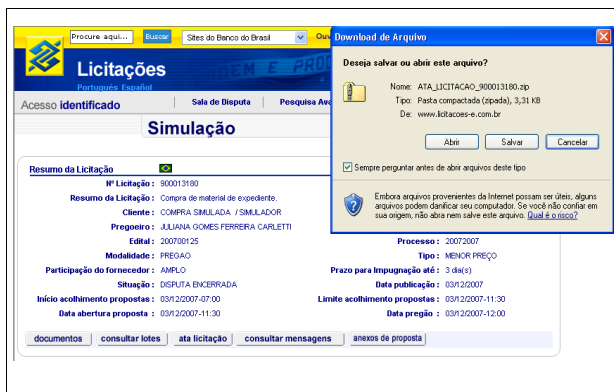 Procure aqui...
Buscar
Sites do Banco do Brasil
Ouv
Licitações
Português Español
Acesso identificado
Sala de Disputa
Pesquisa Ava
Simulação
Download de Arquivo
Deseja salvar ou abrir este arquivo?
Nome: ATA_LICITACAO_900013180.zip
Tipo: Pasta compactada (zipada), 3,31 KB
De: www.licitacoes-e.com.br
Abrir
Salvar
Cancelar
Sempre perguntar antes de abrir arquivos deste tipo
Embora arquivos provenientes da Internet possam ser úteis, alguns
arquivos podem danificar seu computador. Se você não confiar em
sua origem, não abra nem salve este arquivo. Qual é o risco?
Resumo da Licitação
Nº Licitação : 900013180
Resumo da Licitação : Compra de material de expediente.
Cliente : COMPRA SIMULADA / SIMULADOR
Pregoeiro : JULIANA GOMES FERREIRA CARLETTI
Edital : 200700125
Processo : 20072007
Modalidade : PREGAO
Tipo : MENOR PREÇO
Participação do fornecedor : AMPLO
Prazo para Impugnação até : 3 dia(s)
Situação : DISPUTA ENCERRADA
Data publicação : 03/12/2007
Início acolhimento propostas : 03/12/2007-07:00
Limite acolhimento propostas : 03/12/2007-11:30
Data abertura proposta : 03/12/2007-11:30
Data pregão : 03/12/2007-12:00
documentos
consultar lotes
ata licitação
consultar mensagens
anexos de proposta